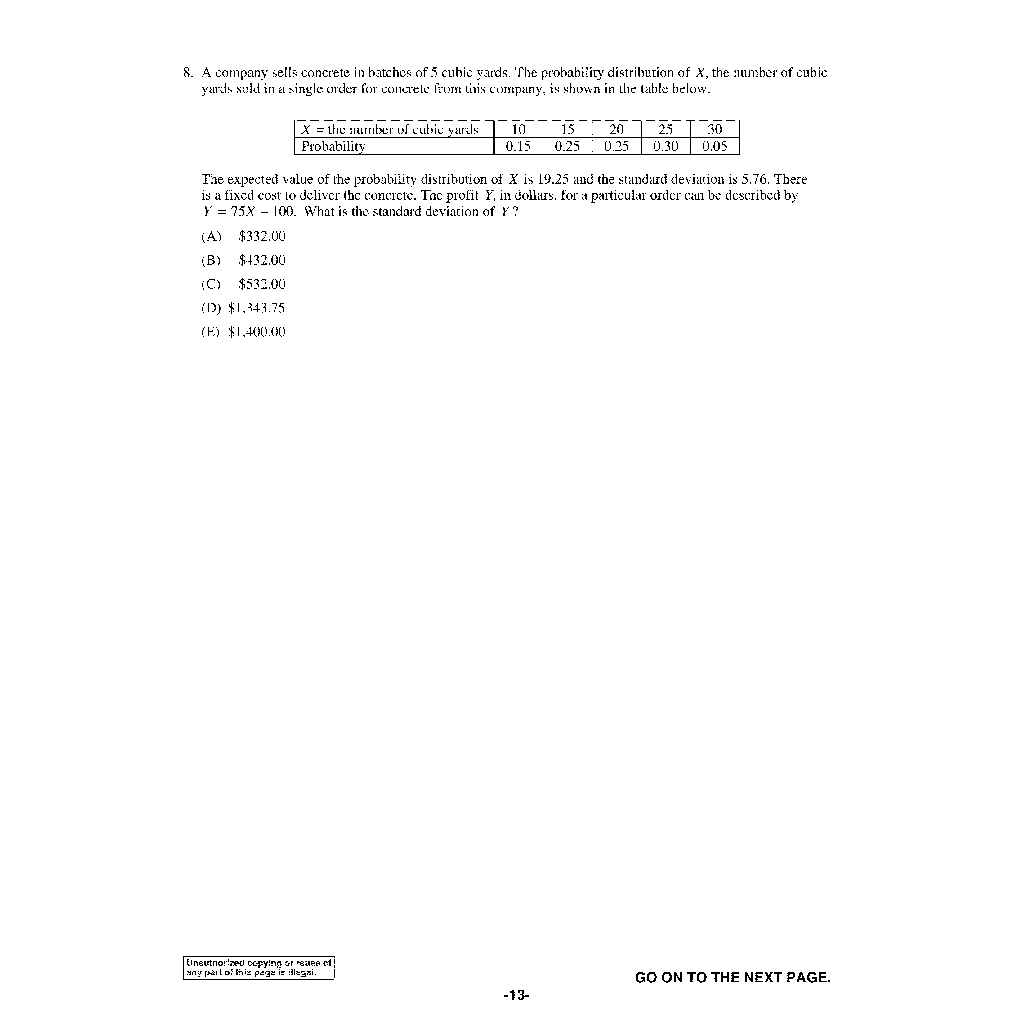 8. A company sells concrete in batches of 5 cubic yards. The probability distribution of X, the number of cubic
yards sold in a single order for concrete from this company, is shown in the table below.
X = the number of cubic yards 10 15 20 25 30
Probability 0.15 0.25 0.25 0.30 0.05
The expected value of the probability distribution of X is 19.25 and the standard deviation is 5.76. There
is a fixed cost to deliver the concrete. The profit Y, in dollars, for a particular order can be described by
Y = 75X – 100. What is the standard deviation of Y?
(A) $332.00
(B) $432.00
(C) $532.00
(D) $1,343.75
(E) $1,400.00
Unauthorized copying or reuse of
any part of this page is illegal.
GO ON TO THE NEXT PAGE.
-13-